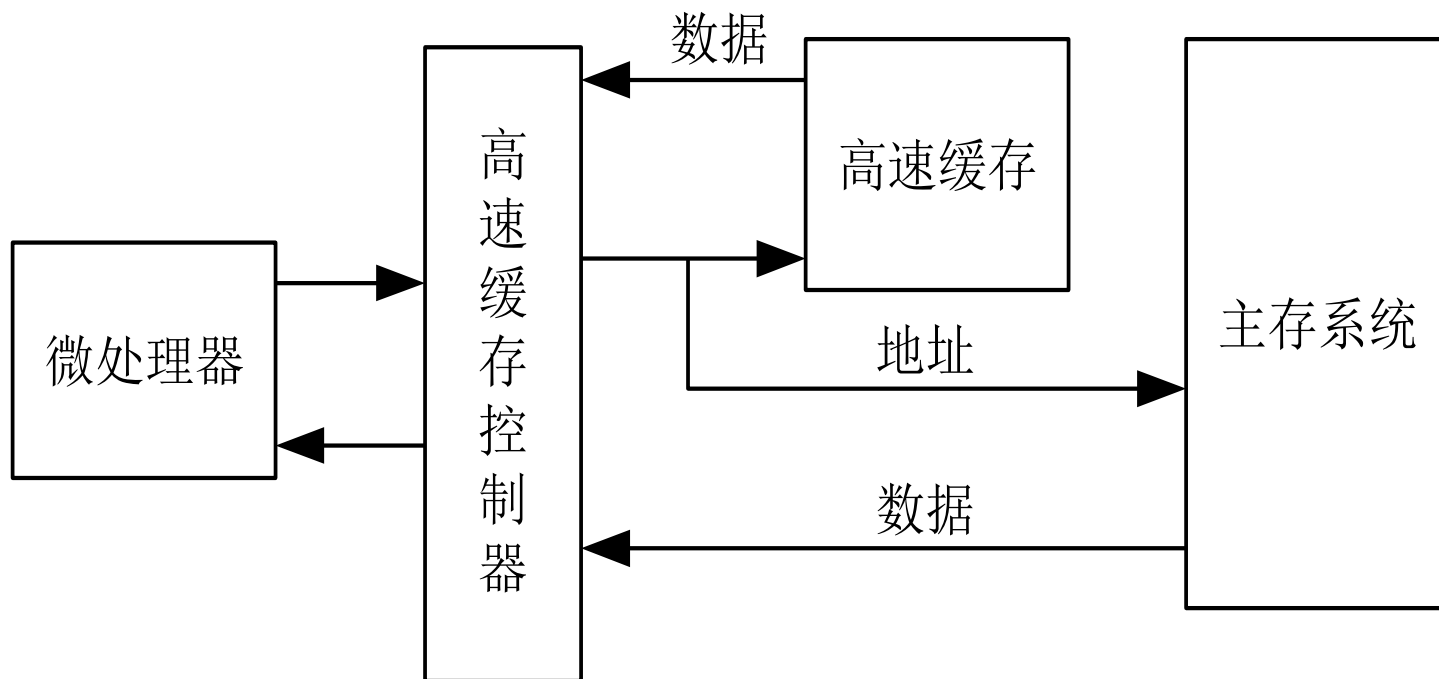 数据
高速缓存
高速缓存控制器
微处理器
主存系统
地址
数据